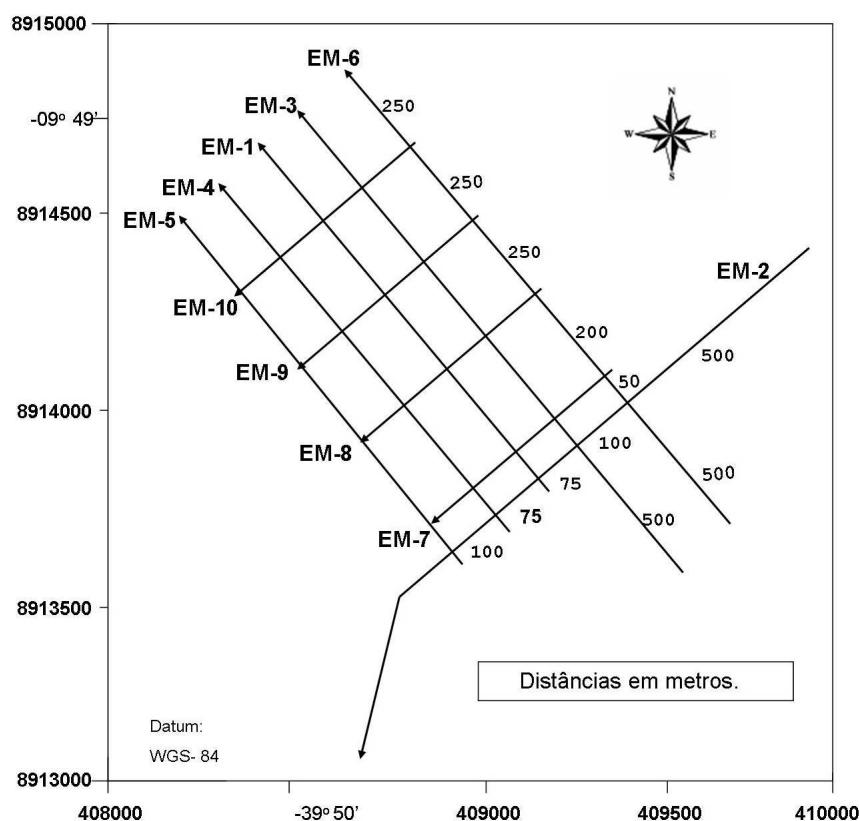 8915000
EM-6
EM-3
250
N
-09º 49'
W
E
EM-1
S
EM-4
250
8914500
EM-5
250
EM-2
EM-10
200
500
EM-9
50
8914000
100
EM-8
500
75
75
500
EM-7
100
8913500
Distâncias em metros.
Datum:
WGS- 84
8913000
408000
-39º 50'
409000
409500
410000